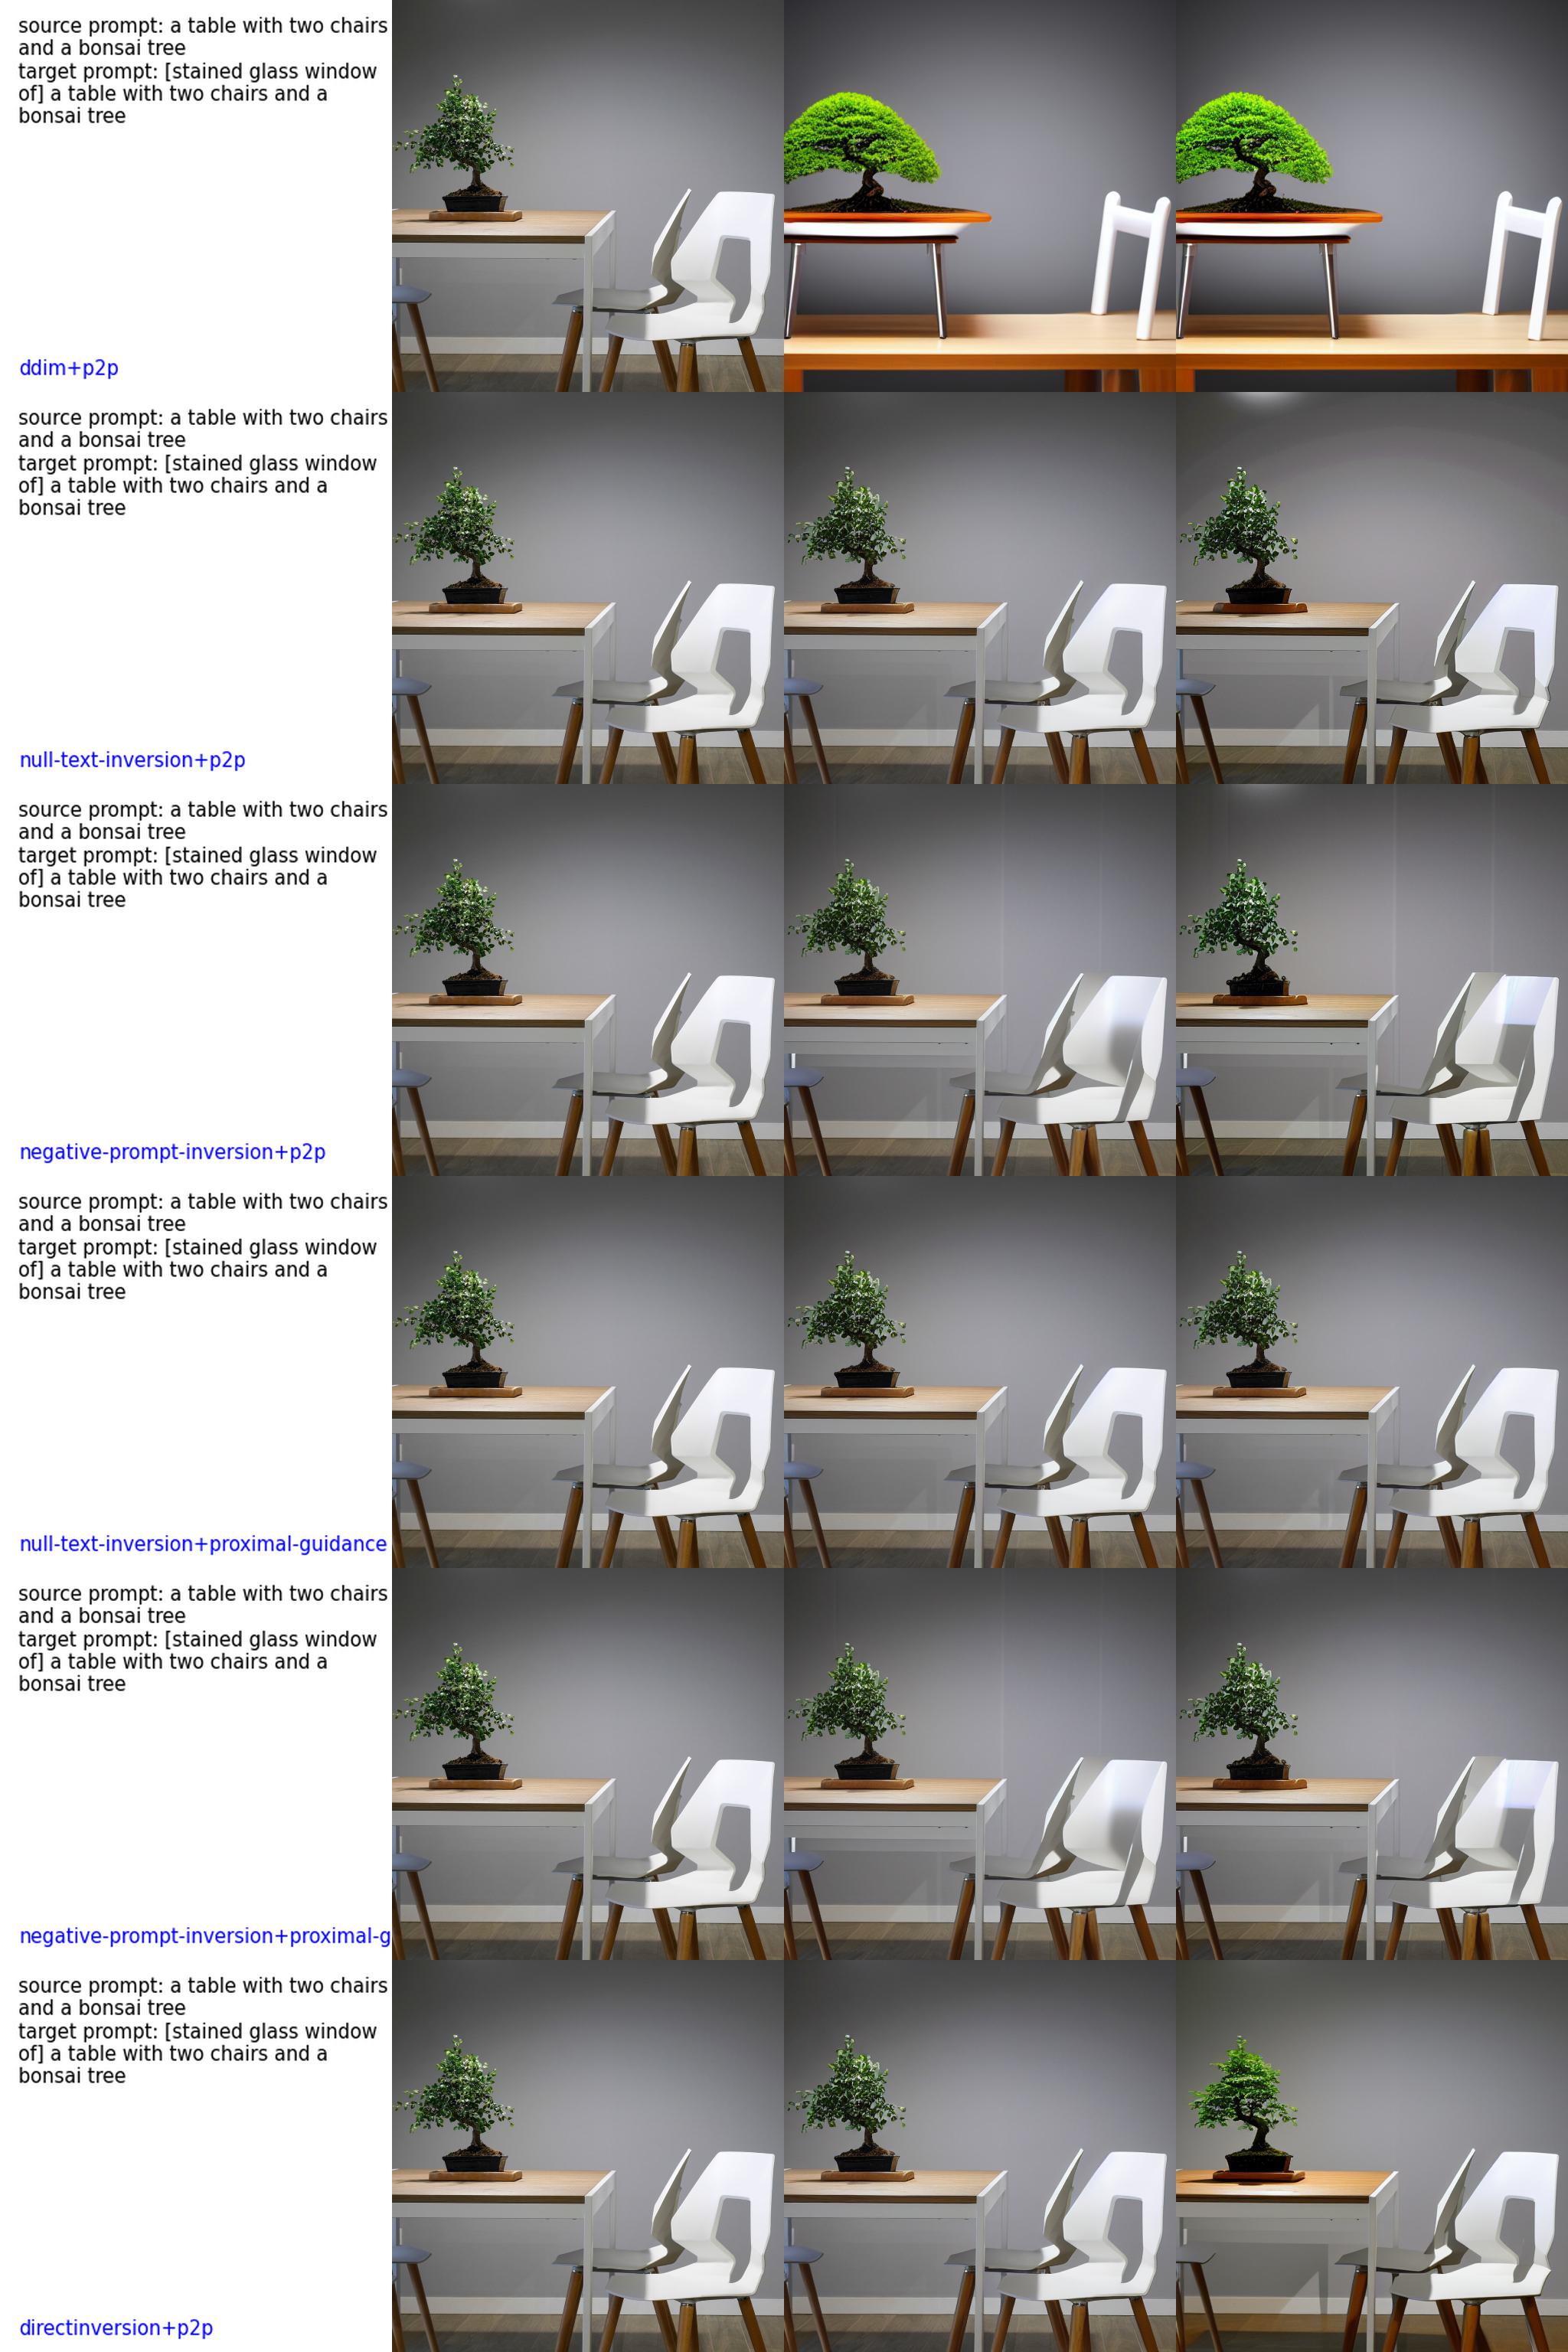 source prompt: a table with two chairs
and a bonsai tree
target prompt: [stained glass window
of] a table with two chairs and a
bonsai tree
ddim+p2p
source prompt: a table with two chairs
and a bonsai tree
target prompt: [stained glass window
of] a table with two chairs and a
bonsai tree
null-text-inversion+p2p
source prompt: a table with two chairs
and a bonsai tree
target prompt: [stained glass window
of] a table with two chairs and a
bonsai tree
negative-prompt-inversion+p2p
source prompt: a table with two chairs
and a bonsai tree
target prompt: [stained glass window
of] a table with two chairs and a
bonsai tree
null-text-inversion+proximal-guidance
source prompt: a table with two chairs
and a bonsai tree
target prompt: [stained glass window
of] a table with two chairs and a
bonsai tree
negative-prompt-inversion+proximal-g
source prompt: a table with two chairs
and a bonsai tree
target prompt: [stained glass window
of] a table with two chairs and a
bonsai tree
directinversion+p2p